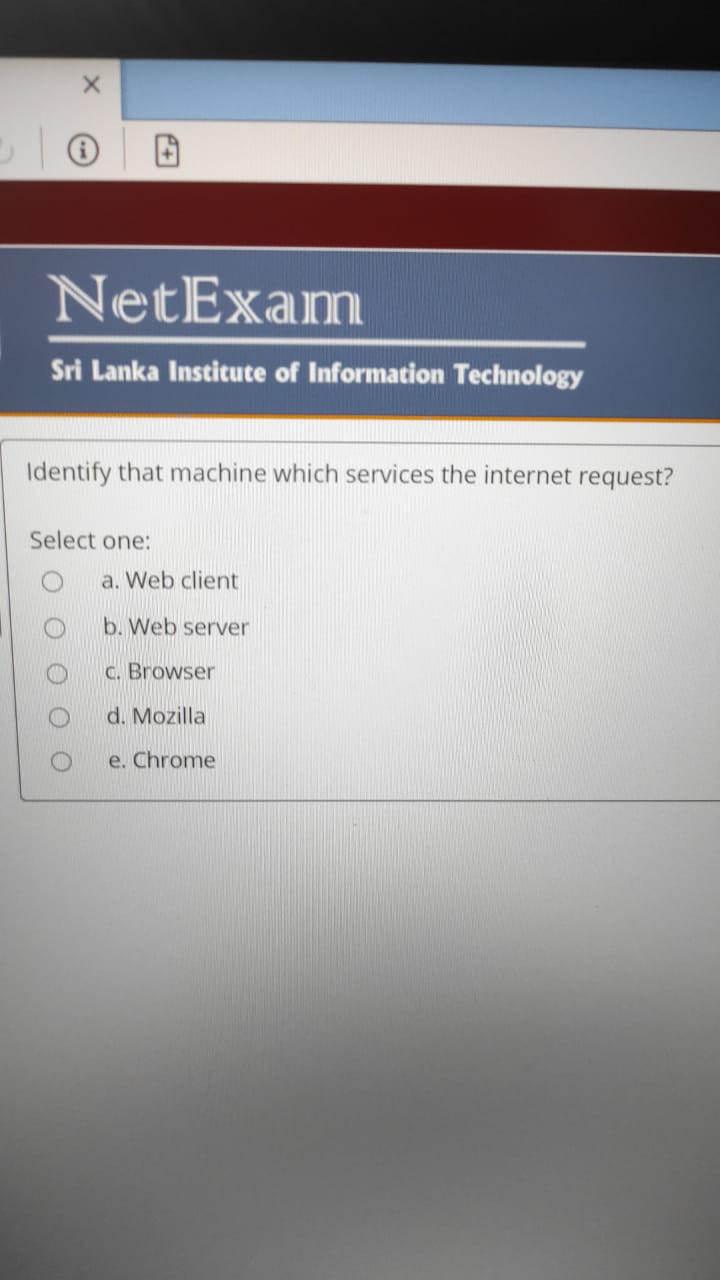 NetExam
Sri Lanka Institute of Information Technology
Identify that machine which services the internet request?
Select one:
a. Web client
b. Web server
c. Browser
d. Mozilla
e. Chrome